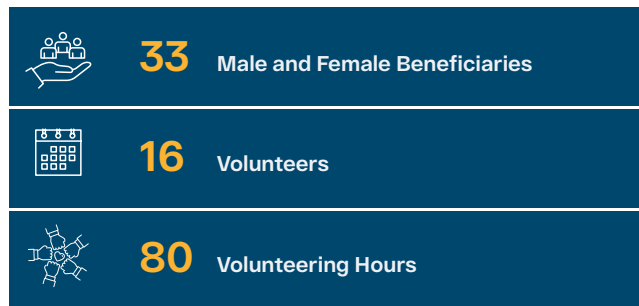 33 Male and Female Beneficiaries
16 Volunteers
80 Volunteering Hours